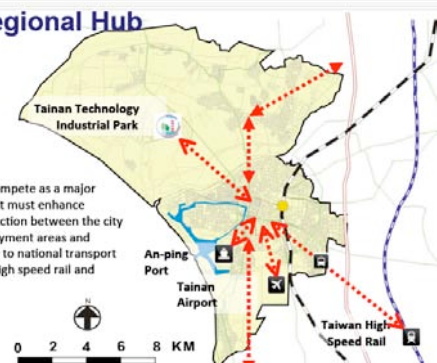 egional Hub
Tainan Technology
Industrial Park
mpete as a major
t must enhance
ction between the city
yment areas and
to national transport
igh speed rail and
An-ping
Port
Tainan
Airport
Taiwan High
Speed Rail
N
0 2 4 6 8 KM